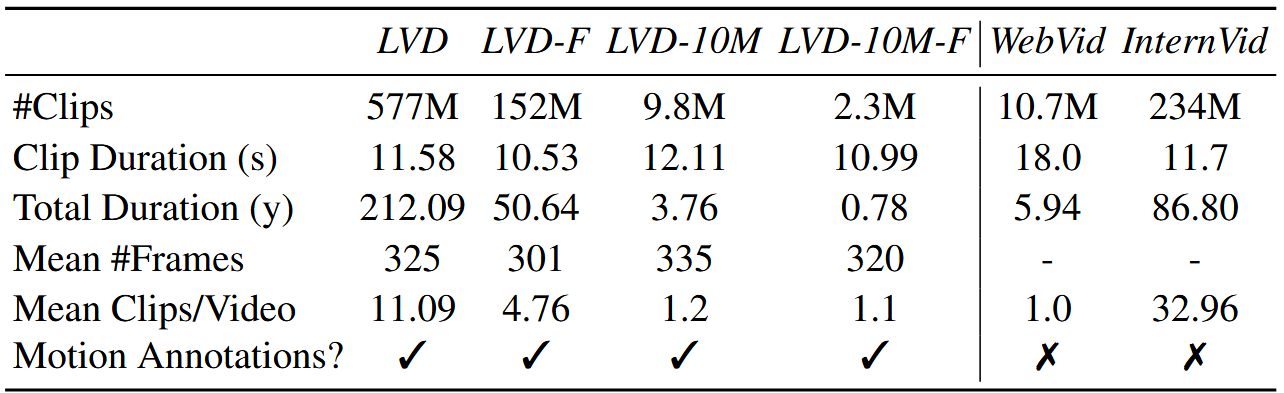 LVD LVD-F LVD-10M LVD-10M-F WebVid InternVid
#Clips 577M 152M 9.8M 2.3M 10.7M 234M
Clip Duration (s) 11.58 10.53 12.11 10.99 18.0 11.7
Total Duration (y) 212.09 50.64 3.76 0.78 5.94 86.80
Mean #Frames 325 301 335 320 - -
Mean Clips/Video 11.09 4.76 1.2 1.1 1.0 32.96
Motion Annotations? ✓ ✓ ✓ ✓ ✗ ✗